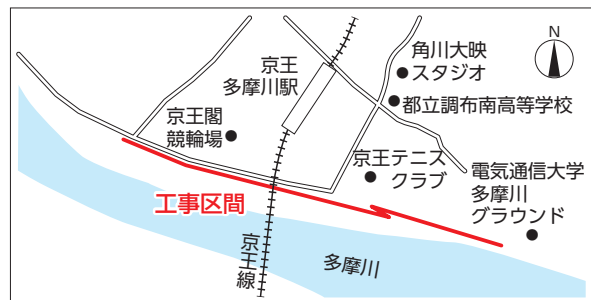 角川大映
スタジオ
N
京王
多摩川駅
都立調布南高等学校
京王閣
競輪場
京王テニス
クラブ
電気通信大学
多摩川
グラウンド
工事区間
京王線
多摩川